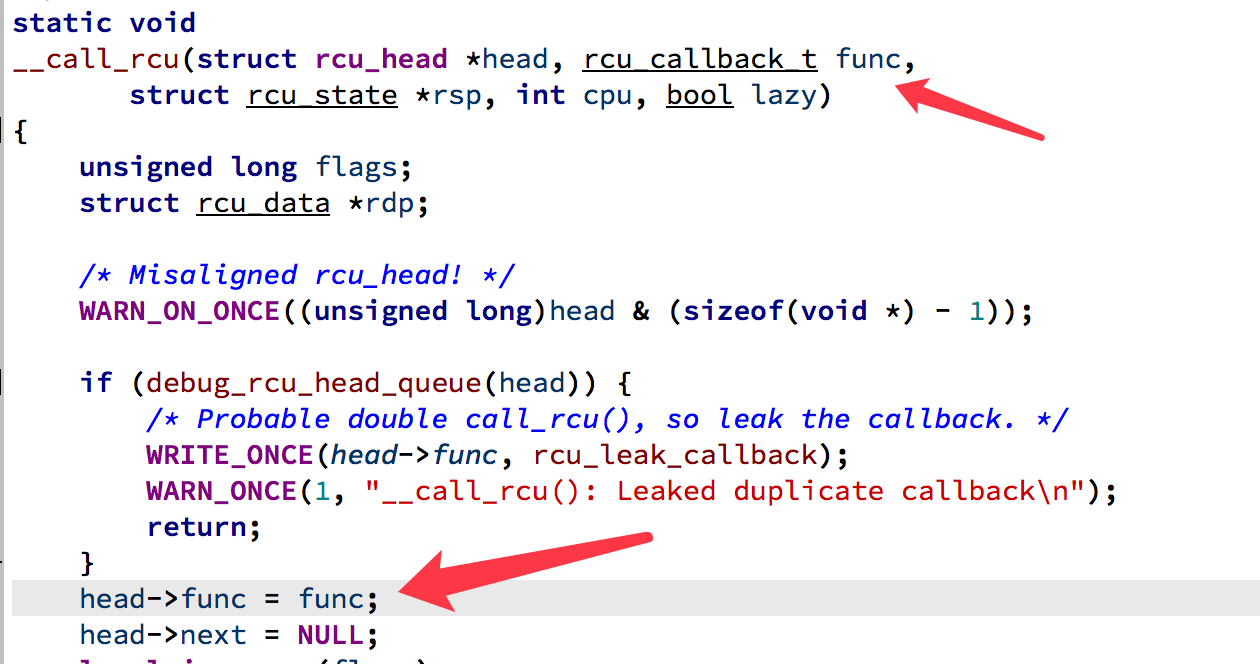 static void
__call_rcu(struct rcu_head *head, rcu_callback_t func,
struct rcu_state *rsp, int cpu, bool lazy)
{
unsigned long flags;
struct rcu_data *rdp;
/* Misaligned rcu_head! */
WARN_ON_ONCE((unsigned long)head & (sizeof(void *) - 1));
if (debug_rcu_head_queue(head)) {
/* Probable double call_rcu(), so leak the callback. */
WRITE_ONCE(head->func, rcu_leak_callback);
WARN_ONCE(1, "__call_rcu(): Leaked duplicate callback\n");
return;
}
head->func = func;
head->next = NULL;